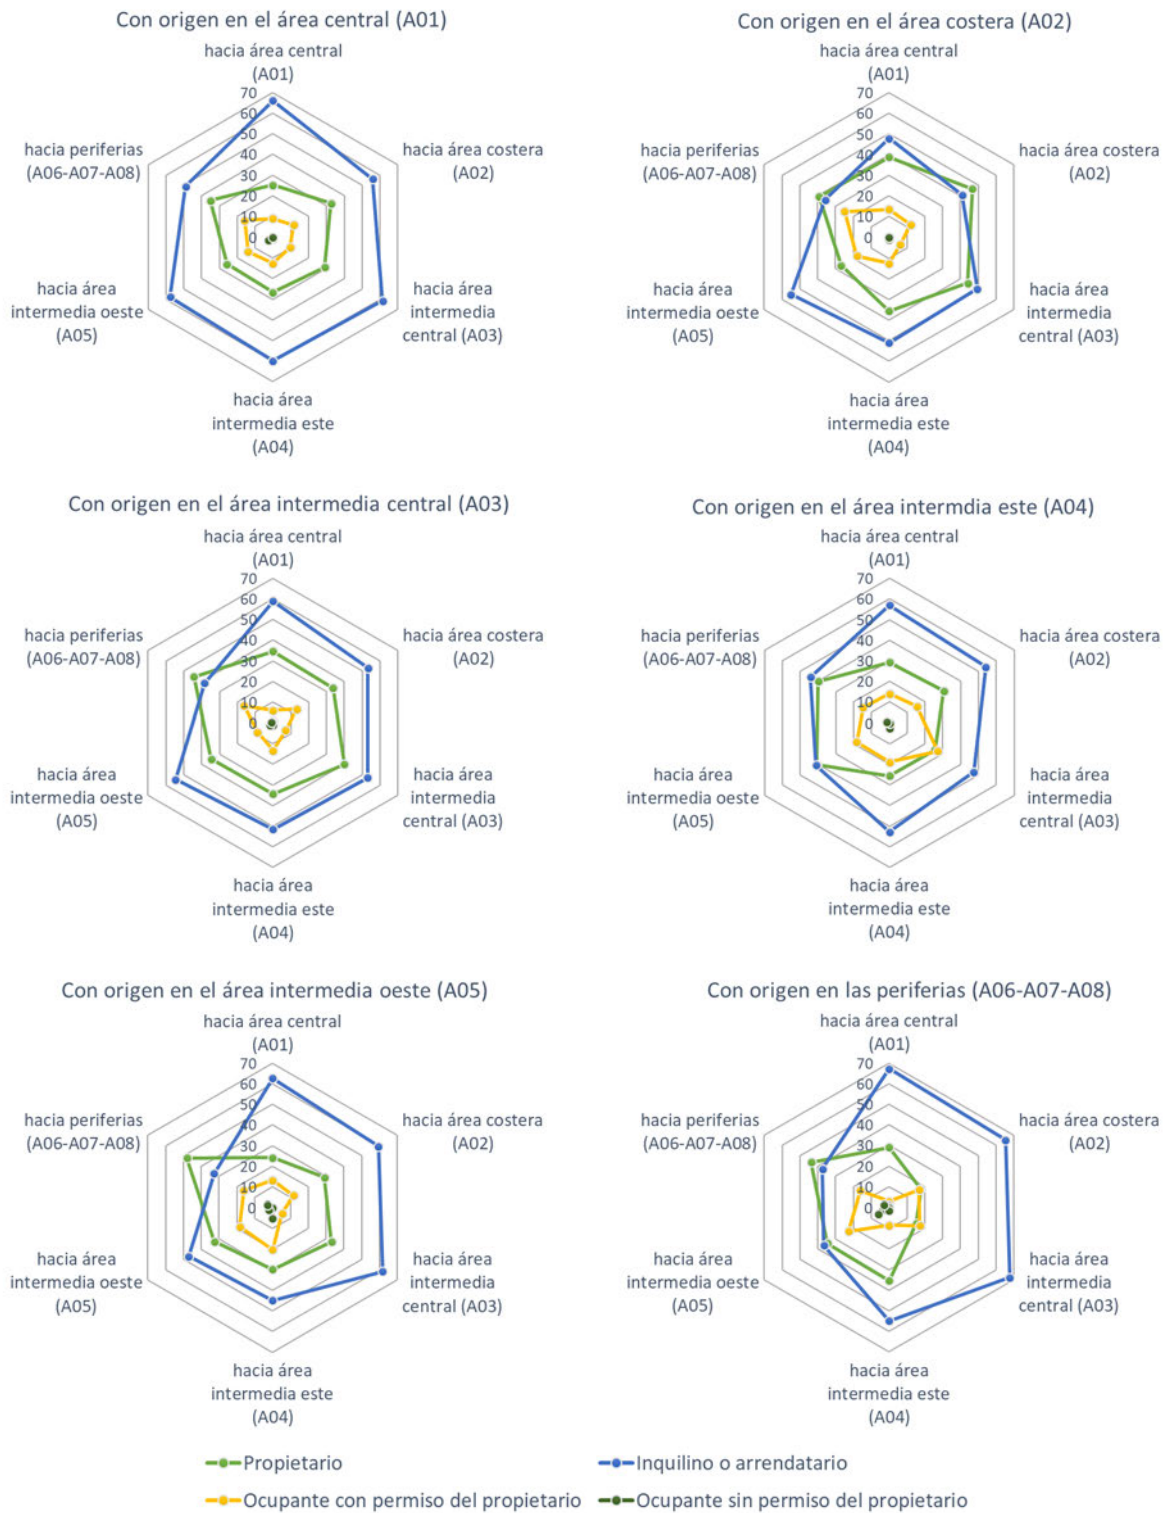 Con origen en el área central (A01)
hacia área central
(A01)
70
60
50
40
30
20
10
0
hacia área costera
(A02)
hacia área
intermedia
central (A03)
hacia área
intermedia este
(A04)
hacia área
intermedia oeste
(A05)
hacia periferias
(A06-A07-A08)
Con origen en el área costera (A02)
hacia área central
(A01)
70
60
50
40
30
20
10
0
hacia área costera
(A02)
hacia área
intermedia
central (A03)
hacia área
intermedia este
(A04)
hacia área
intermedia oeste
(A05)
hacia periferias
(A06-A07-A08)
Con origen en el área intermedia central (A03)
hacia área central
(A01)
70
60
50
40
30
20
10
0
hacia área costera
(A02)
hacia área
intermedia
central (A03)
hacia área
intermedia este
(A04)
hacia área
intermedia oeste
(A05)
hacia periferias
(A06-A07-A08)
Con origen en el área intermdia este (A04)
hacia área central
(A01)
70
60
50
40
30
20
10
0
hacia área costera
(A02)
hacia área
intermedia
central (A03)
hacia área
intermedia este
(A04)
hacia área
intermedia oeste
(A05)
hacia periferias
(A06-A07-A08)
Con origen en el área intermedia oeste (A05)
hacia área central
(A01)
70
60
50
40
30
20
10
0
hacia área costera
(A02)
hacia área
intermedia
central (A03)
hacia área
intermedia este
(A04)
hacia área
intermedia oeste
(A05)
hacia periferias
(A06-A07-A08)
Con origen en las periferias (A06-A07-A08)
hacia área central
(A01)
70
60
50
40
30
20
10
0
hacia área costera
(A02)
hacia área
intermedia
central (A03)
hacia área
intermedia este
(A04)
hacia área
intermedia oeste
(A05)
hacia periferias
(A06-A07-A08)
Propietario
Inquilino o arrendatario
Ocupante con permiso del propietario
Ocupante sin permiso del propietario